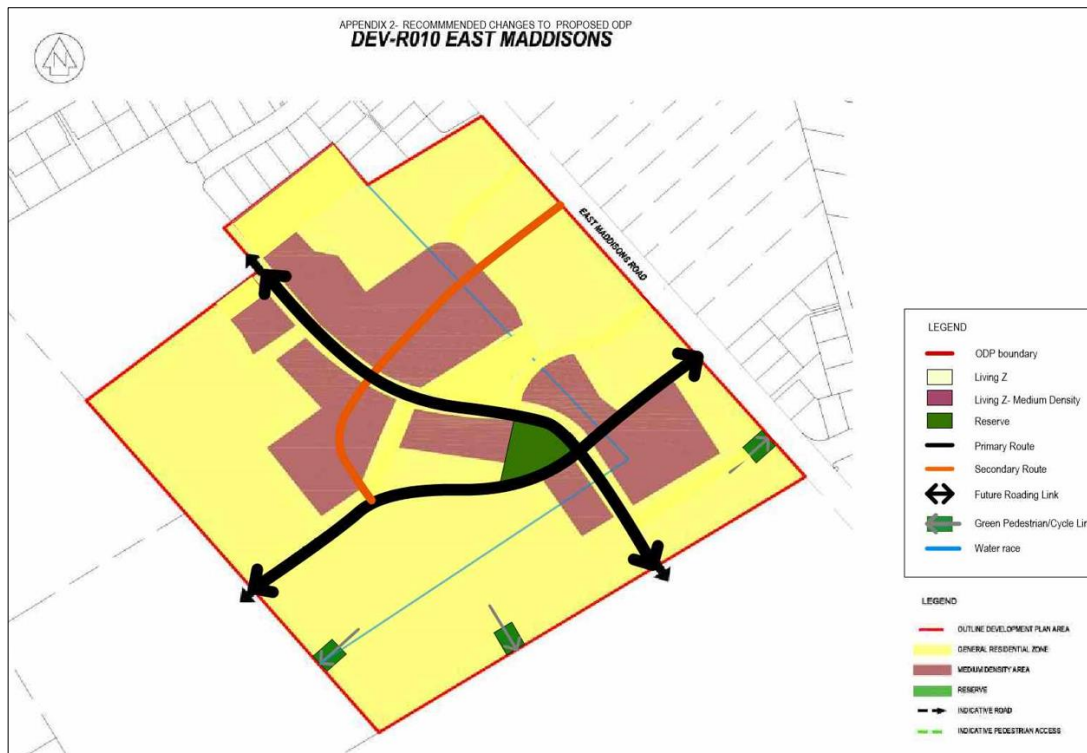 APPENDIX 2- RECOMMMENDED CHANGES TO PROPOSED ODP
DEV-R010 EAST MADDISONS
N
EAST MADDISONS ROAD
LEGEND
ODP boundary
Living Z
Living Z- Medium Density
Reserve
Primary Route
Secondary Route
Future Roading Link
Green Pedestrian/Cycle Lin
Water race
LEGEND
OUTLINE DEVELOPMENT PLAN AREA
GENERAL RESIDENTIAL ZONE
MEDIUM DENSITY AREA
RESERVE
INDICATIVE ROAD
INDICATIVE PEDESTRIAN ACCESS